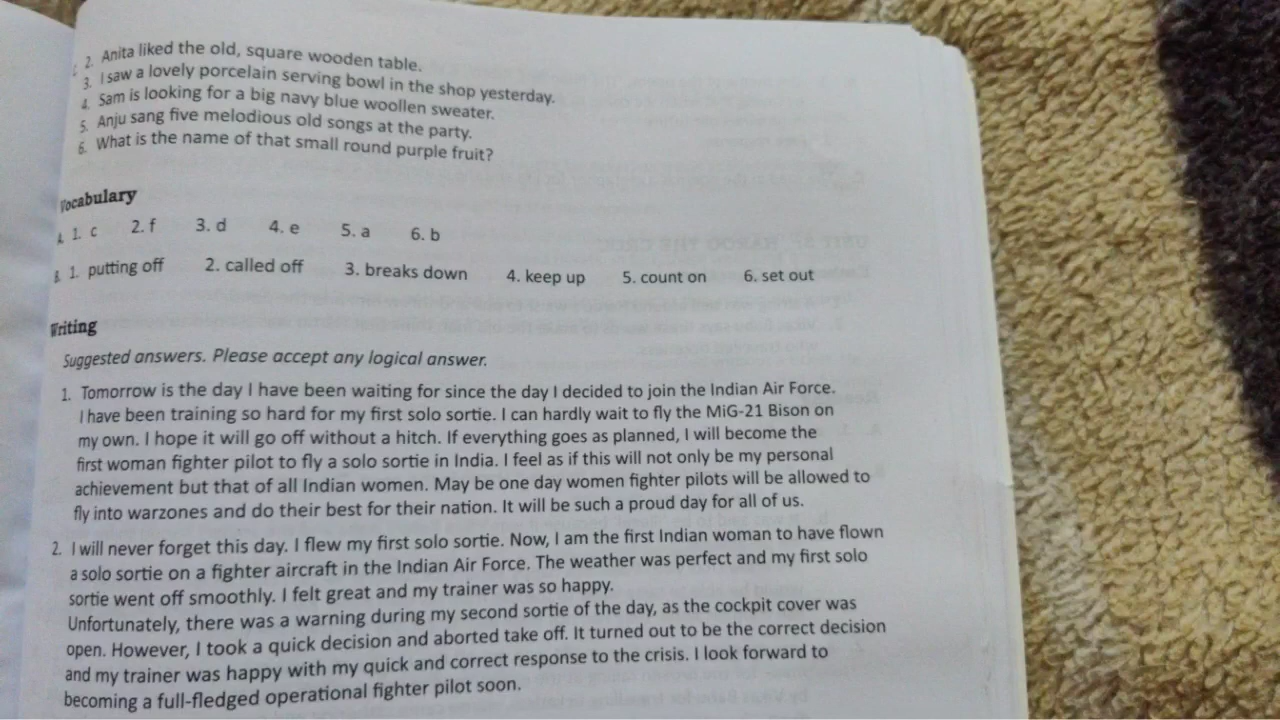 2. Anita liked the old, square wooden table.
3. I saw a lovely porcelain serving bowl in the shop yesterday.
4. Sam is looking for a big navy blue woollen sweater.
5. Anju sang five melodious old songs at the party.
6. What is the name of that small round purple fruit?
Vocabulary
A. 1. c 2. f 3. d 4. e 5. a 6. b
B. 1. putting off 2. called off 3. breaks down 4. keep up 5. count on 6. set out
Writing
Suggested answers. Please accept any logical answer.
1. Tomorrow is the day I have been waiting for since the day I decided to join the Indian Air Force.
I have been training so hard for my first solo sortie. I can hardly wait to fly the MiG-21 Bison on
my own. I hope it will go off without a hitch. If everything goes as planned, I will become the
first woman fighter pilot to fly a solo sortie in India. I feel as if this will not only be my personal
achievement but that of all Indian women. May be one day women fighter pilots will be allowed to
fly into warzones and do their best for their nation. It will be such a proud day for all of us.
2. I will never forget this day. I flew my first solo sortie. Now, I am the first Indian woman to have flown
a solo sortie on a fighter aircraft in the Indian Air Force. The weather was perfect and my first solo
sortie went off smoothly. I felt great and my trainer was so happy.
Unfortunately, there was a warning during my second sortie of the day, as the cockpit cover was
open. However, I took a quick decision and aborted take off. It turned out to be the correct decision
and my trainer was happy with my quick and correct response to the crisis. I look forward to
becoming a full-fledged operational fighter pilot soon.